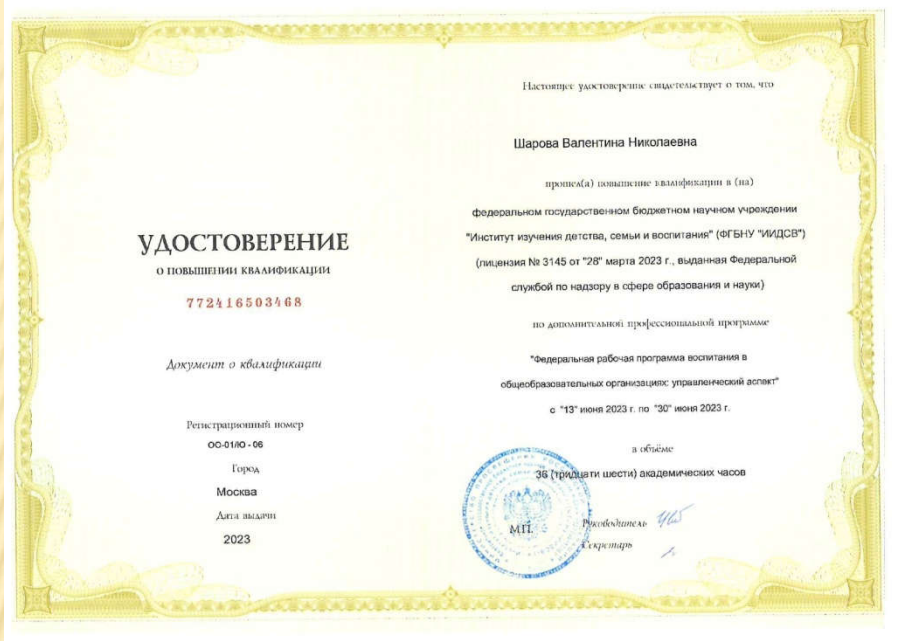 УДОСТОВЕРЕНИЕ
О ПОВЫШЕНИИ КВАЛИФИКАЦИИ
772416503468
Документ о квалификации
Регистрационный номер
ОС-01/Ю - 06
Город
Москва
Дата выдачи
2023
Настоящее удостоверение свидетельствует о том, что
Шарова Валентина Николаевна
прошел(а) повышение квалификации в (на)
федеральном государственном бюджетном научном учреждении
"Институт изучения детства, семьи и воспитания" (ФГБНУ "ИИДСВ")
(лицензия № 3145 от "28" марта 2023 г., выданная Федеральной
службой по надзору в сфере образования и науки)
по дополнительной профессиональной программе
"Федеральная рабочая программа воспитания в
общеобразовательных организациях: управленческий аспект"
с "13" июня 2023 г. по "30" июня 2023 г.
в объёме
36 (тридцати шести) академических часов
М.П.
Руководитель
Секретарь